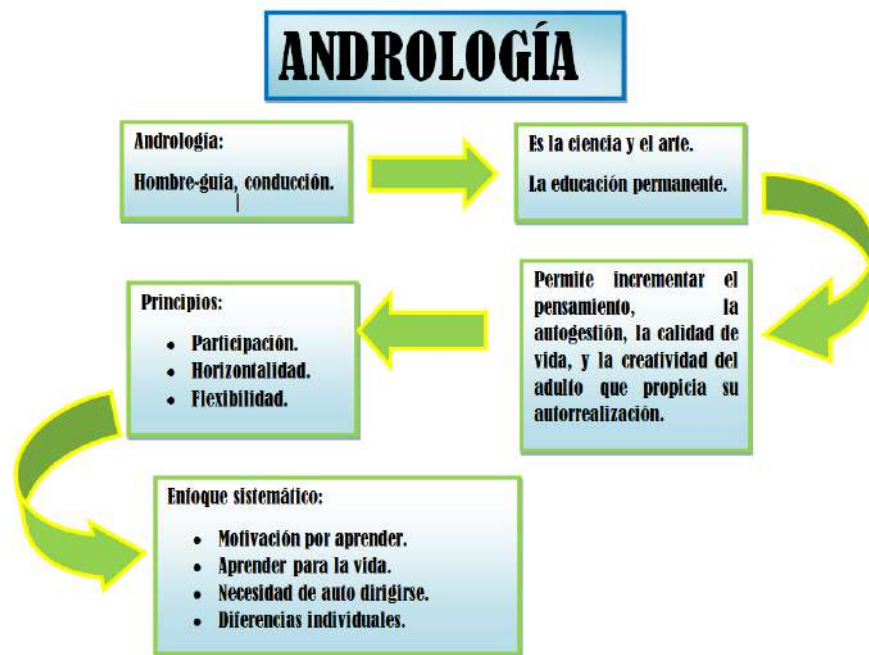 ANDROLOGÍA
Andrología:
Hombre-guía, conducción.
Es la ciencia y el arte.
La educación permanente.
Permite incrementar el
pensamiento, la
autogestión, la calidad de
vida, y la creatividad del
adulto que propicia su
autorrealización.
Principios:
• Participación.
• Horizontalidad.
• Flexibilidad.
Enfoque sistemático:
• Motivación por aprender.
• Aprender para la vida.
• Necesidad de auto dirigirse.
• Diferencias individuales.